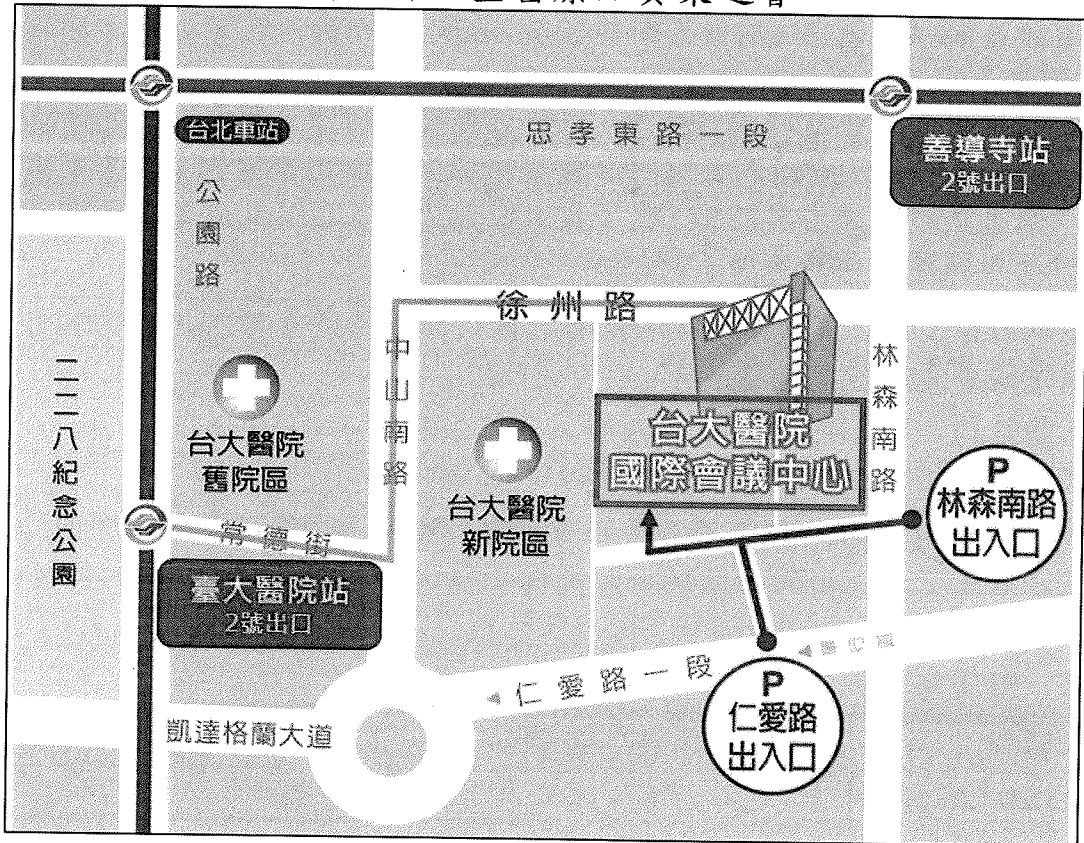 台北車站
忠孝東路一段
善導寺站
2號出口
公園路
徐州路
中山南路
林森南路
二二八紀念公園
台大醫院
舊院區
台大醫院
新院區
台大醫院
國際會議中心
P
林森南路
出入口
常德街
臺大醫院站
2號出口
仁愛路一段
P
仁愛路
出入口
凱達格蘭大道